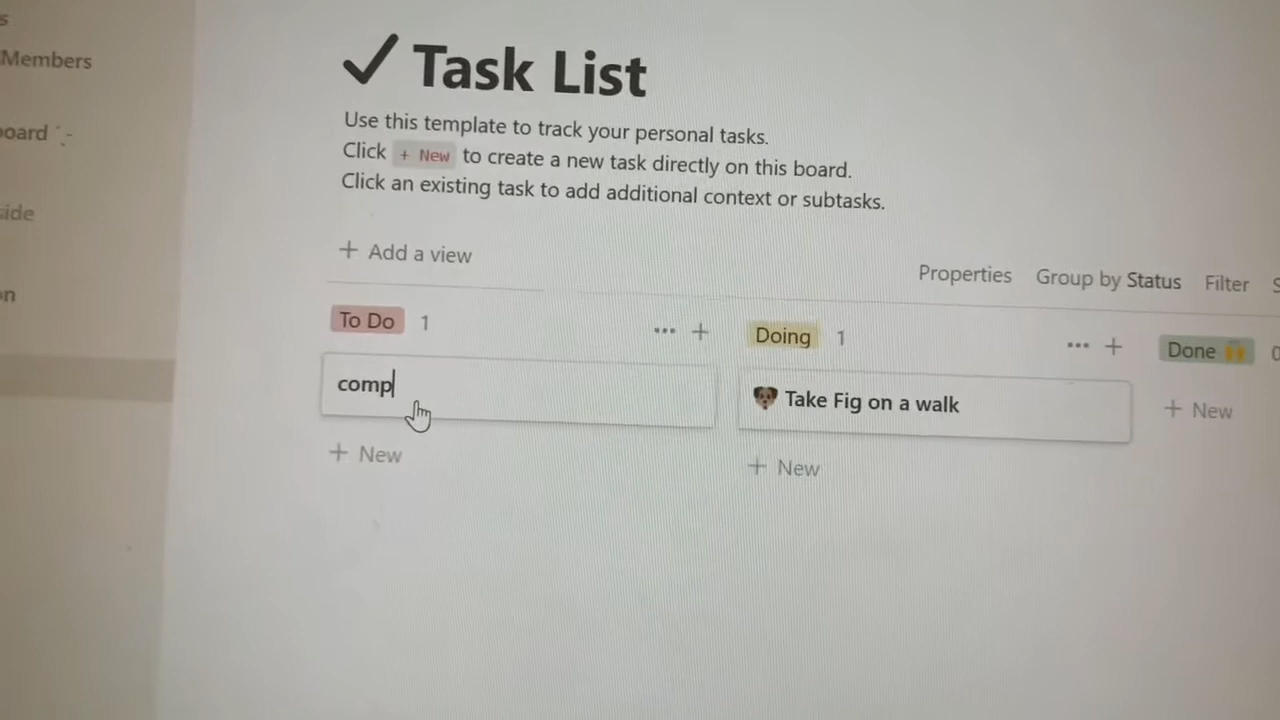 Members
Task List
Use this template to track your personal tasks.
Click + New to create a new task directly on this board.
Click an existing task to add additional context or subtasks.
+ Add a view
Properties Group by Status Filter
To Do 1 ... +
Doing 1 ... +
Done
comp
Take Fig on a walk
+ New
+ New
+ New